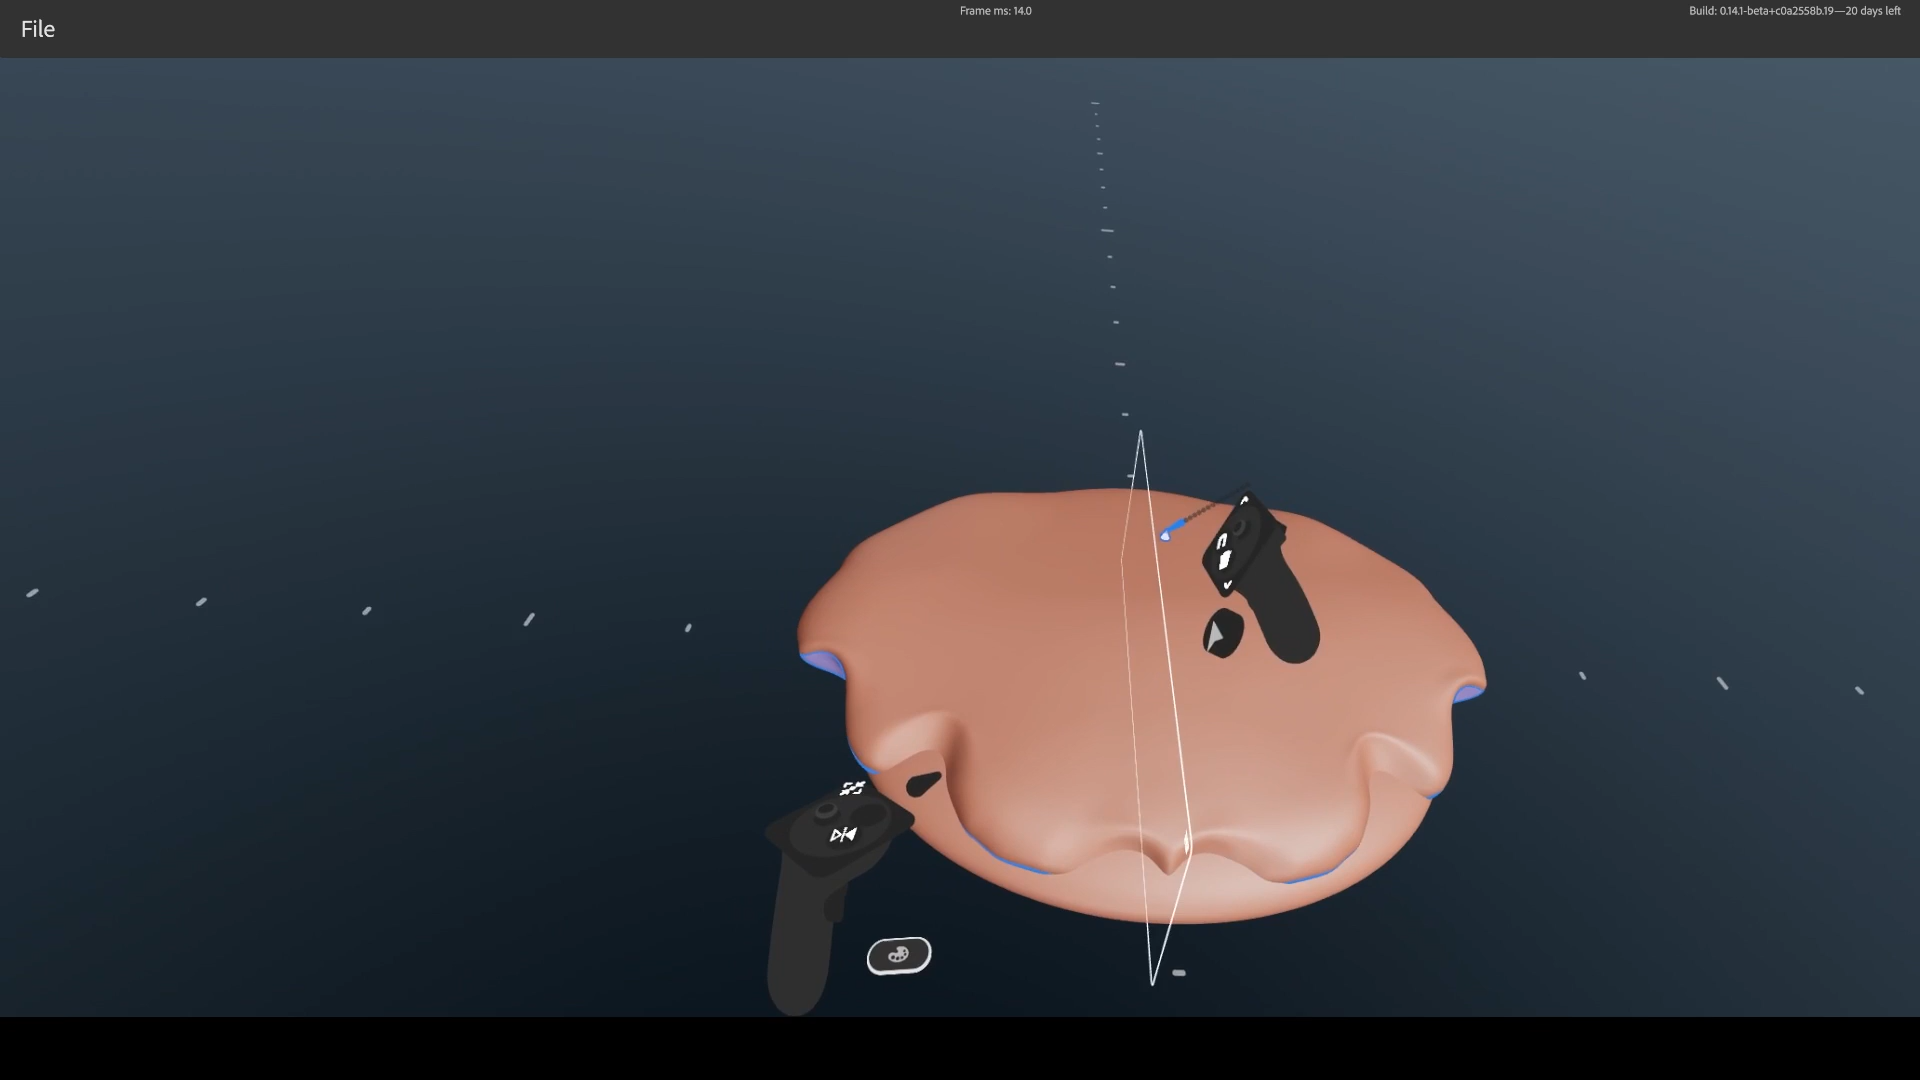 Frame ms: 14.0
Build: 0.14.1-beta+c0a2558b.19—20 days left
File